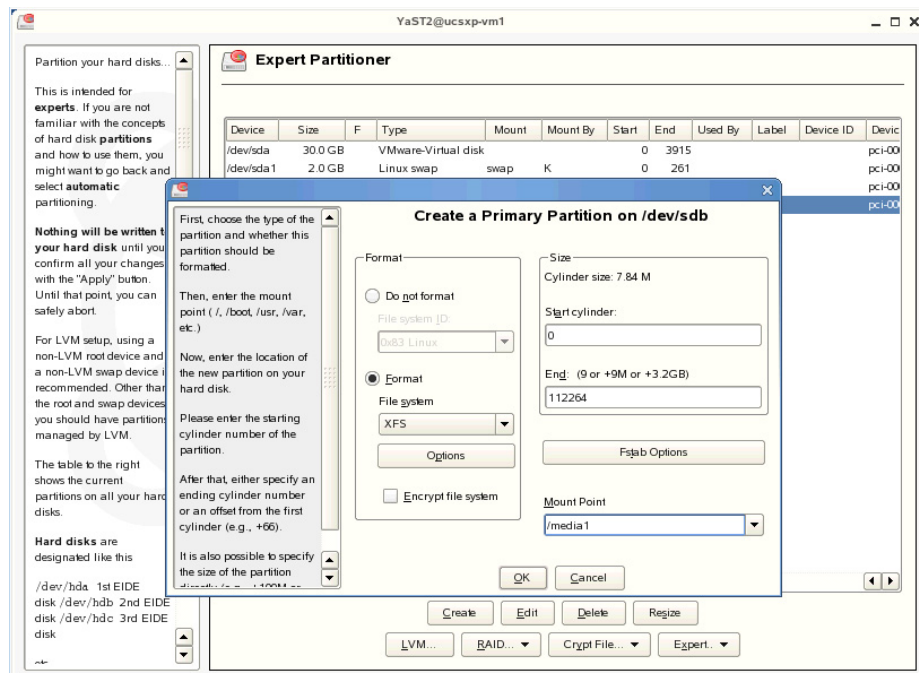 YaST2@ucsxp-vm1
Partition your hard disks...
This is intended for
experts. If you are not
familiar with the concepts
of hard disk partitions
and how to use them, you
might want to go back and
select automatic
partitioning.
Nothing will be written
your hard disk until you
confirm all your changes
with the "Apply" button.
Until that point, you can
safely abort.
For LVM setup, using a
non-LVM root device and
a non-LVM swap device
recommended. Other than
the root and swap devices
you should have partitions
managed by LVM.
The table to the right
shows the current
partitions on all your hard
disks.
Hard disks are
designated like this
/dev/hda 1st EIDE
disk /dev/hdb 2nd EIDE
disk /dev/hdc 3rd EIDE
disk
Expert Partitioner
Device Size F Type Mount Mount By Start End Used By Label Device ID Devic
/dev/sda 30.0 GB VMware-Virtual disk 0 3915 pci-00
/dev/sda1 2.0 GB Linux swap swap K 0 261 pci-00
pci-00
pci-00
First, choose the type of the
partition and whether this
partition should be
formatted.
Then, enter the mount
point ( /, /boot, /usr, /var,
etc.)
Now, enter the location of
the new partition on your
hard disk.
Please enter the starting
cylinder number of the
partition.
After that, either specify an
ending cylinder number
or an offset from the first
cylinder (e.g., +66).
It is also possible to specify
the size of the partition
Create a Primary Partition on /dev/sdb
Format
Do not format
File system ID:
0x83 Linux
Format
File system
XFS
Options
Encrypt file system
Size
Cylinder size: 7.84 M
Start cylinder:
0
End: (9 or +9M or +3.2GB)
112264
Fstab Options
Mount Point
/media1
OK Cancel
Create Edit Delete Resize
LVM... RAID... Crypt File... Expert..